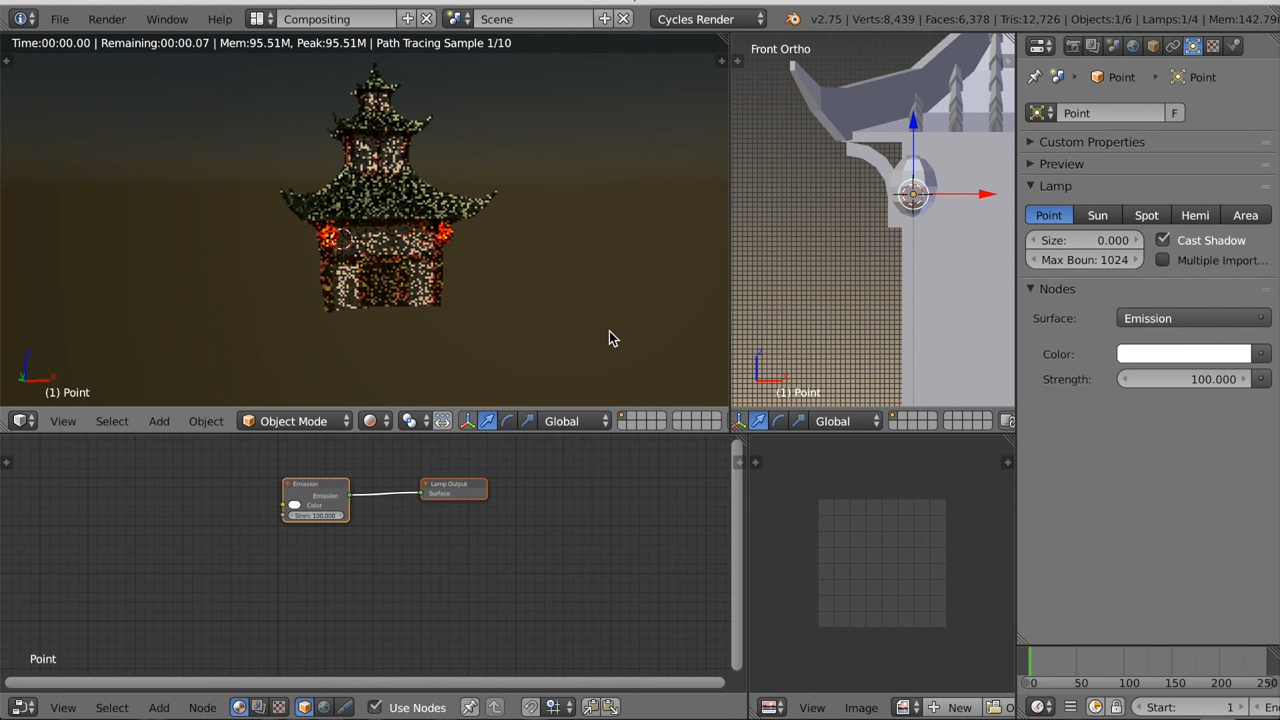 File Render Window Help Compositing Scene Cycles Render v2.75 | Verts:8,439 | Faces:6,378 | Tris:12,726 | Objects:1/6 | Lamps:1/4 | Mem:142.79
Time:00:00.00 | Remaining:00:00.07 | Mem:95.51M, Peak:95.51M | Path Tracing Sample 1/10
Front Ortho
Point Point
Point F
Custom Properties
Preview
Lamp
Point Sun Spot Hemi Area
Size: 0.000 Cast Shadow
Max Boun: 1024 Multiple Import...
Nodes
Surface: Emission
Color:
Strength: 100.000
(1) Point
(1) Point
View Select Add Object Object Mode Global Global
Emission
Emission
Color
Stren: 100.000
Lamp Output
Surface
Point
0 50 100 150 200 250
View Select Add Node Use Nodes View Image New O Start: 1 En